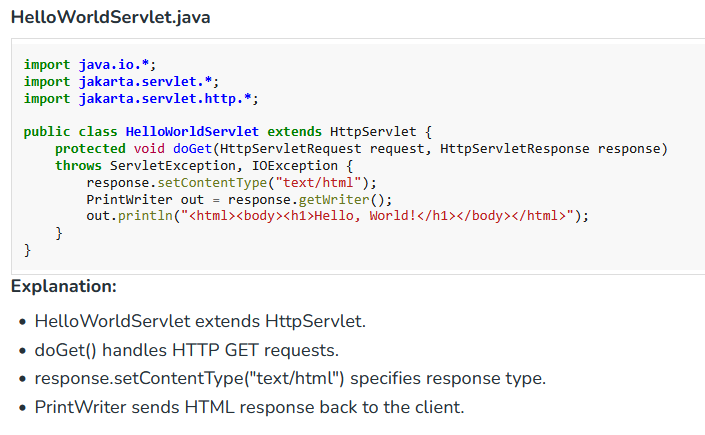 HelloWorldServlet.java
import java.io.*;
import jakarta.servlet.*;
import jakarta.servlet.http.*;
public class HelloWorldServlet extends HttpServlet {
    protected void doGet(HttpServletRequest request, HttpServletResponse response)
    throws ServletException, IOException {
        response.setContentType("text/html");
        PrintWriter out = response.getWriter();
        out.println("<html><body><h1>Hello, World!</h1></body></html>");
    }
}
Explanation:
• HelloWorldServlet extends HttpServlet.
• doGet() handles HTTP GET requests.
• response.setContentType("text/html") specifies response type.
• PrintWriter sends HTML response back to the client.